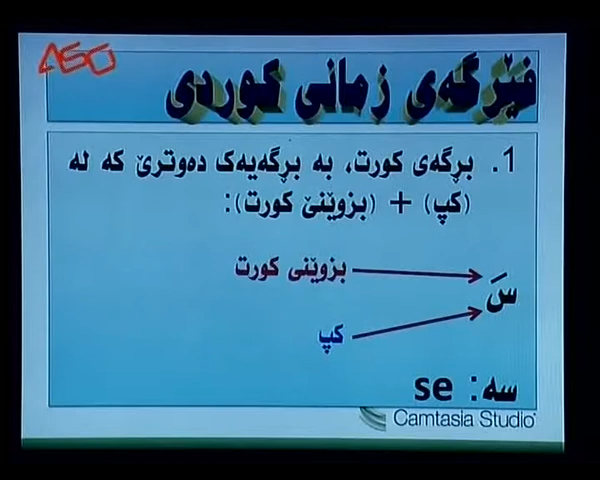 ASO
فێرگەی زمانی کوردی
1. بڕگەی کورت، بە بڕگەیەک دەوترێ کە لە
(کپ) + (بزوێنێ کورت):
بزوێنی کورت
سَ
کپ
سە: se
Camtasia Studio